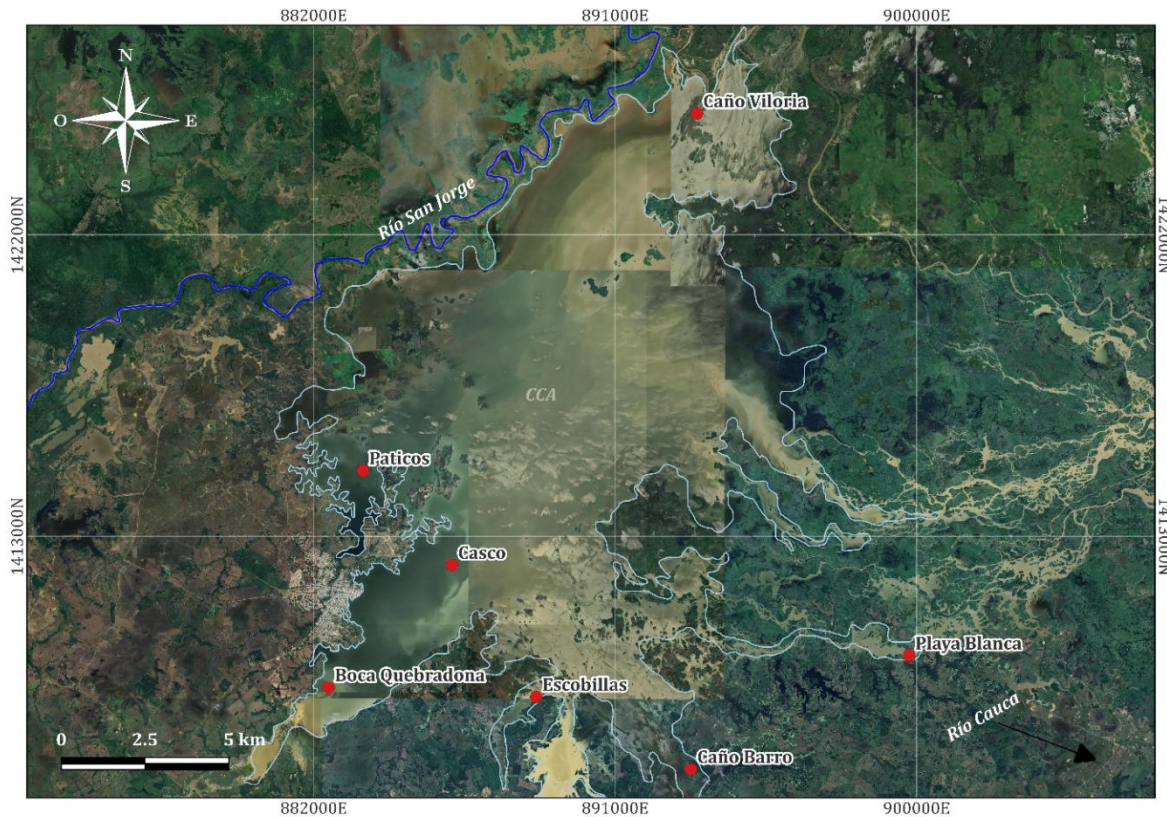 882000E
891000E
900000E
N
O
E
S
Caño Viloria
Río San Jorge
1422000N
1422000N
CCA
Paticos
1413000N
1413000N
Casco
Playa Blanca
Boca Quebradona
Escobillas
Río Cauca
0
2.5
5 km
Caño Barro
882000E
891000E
900000E